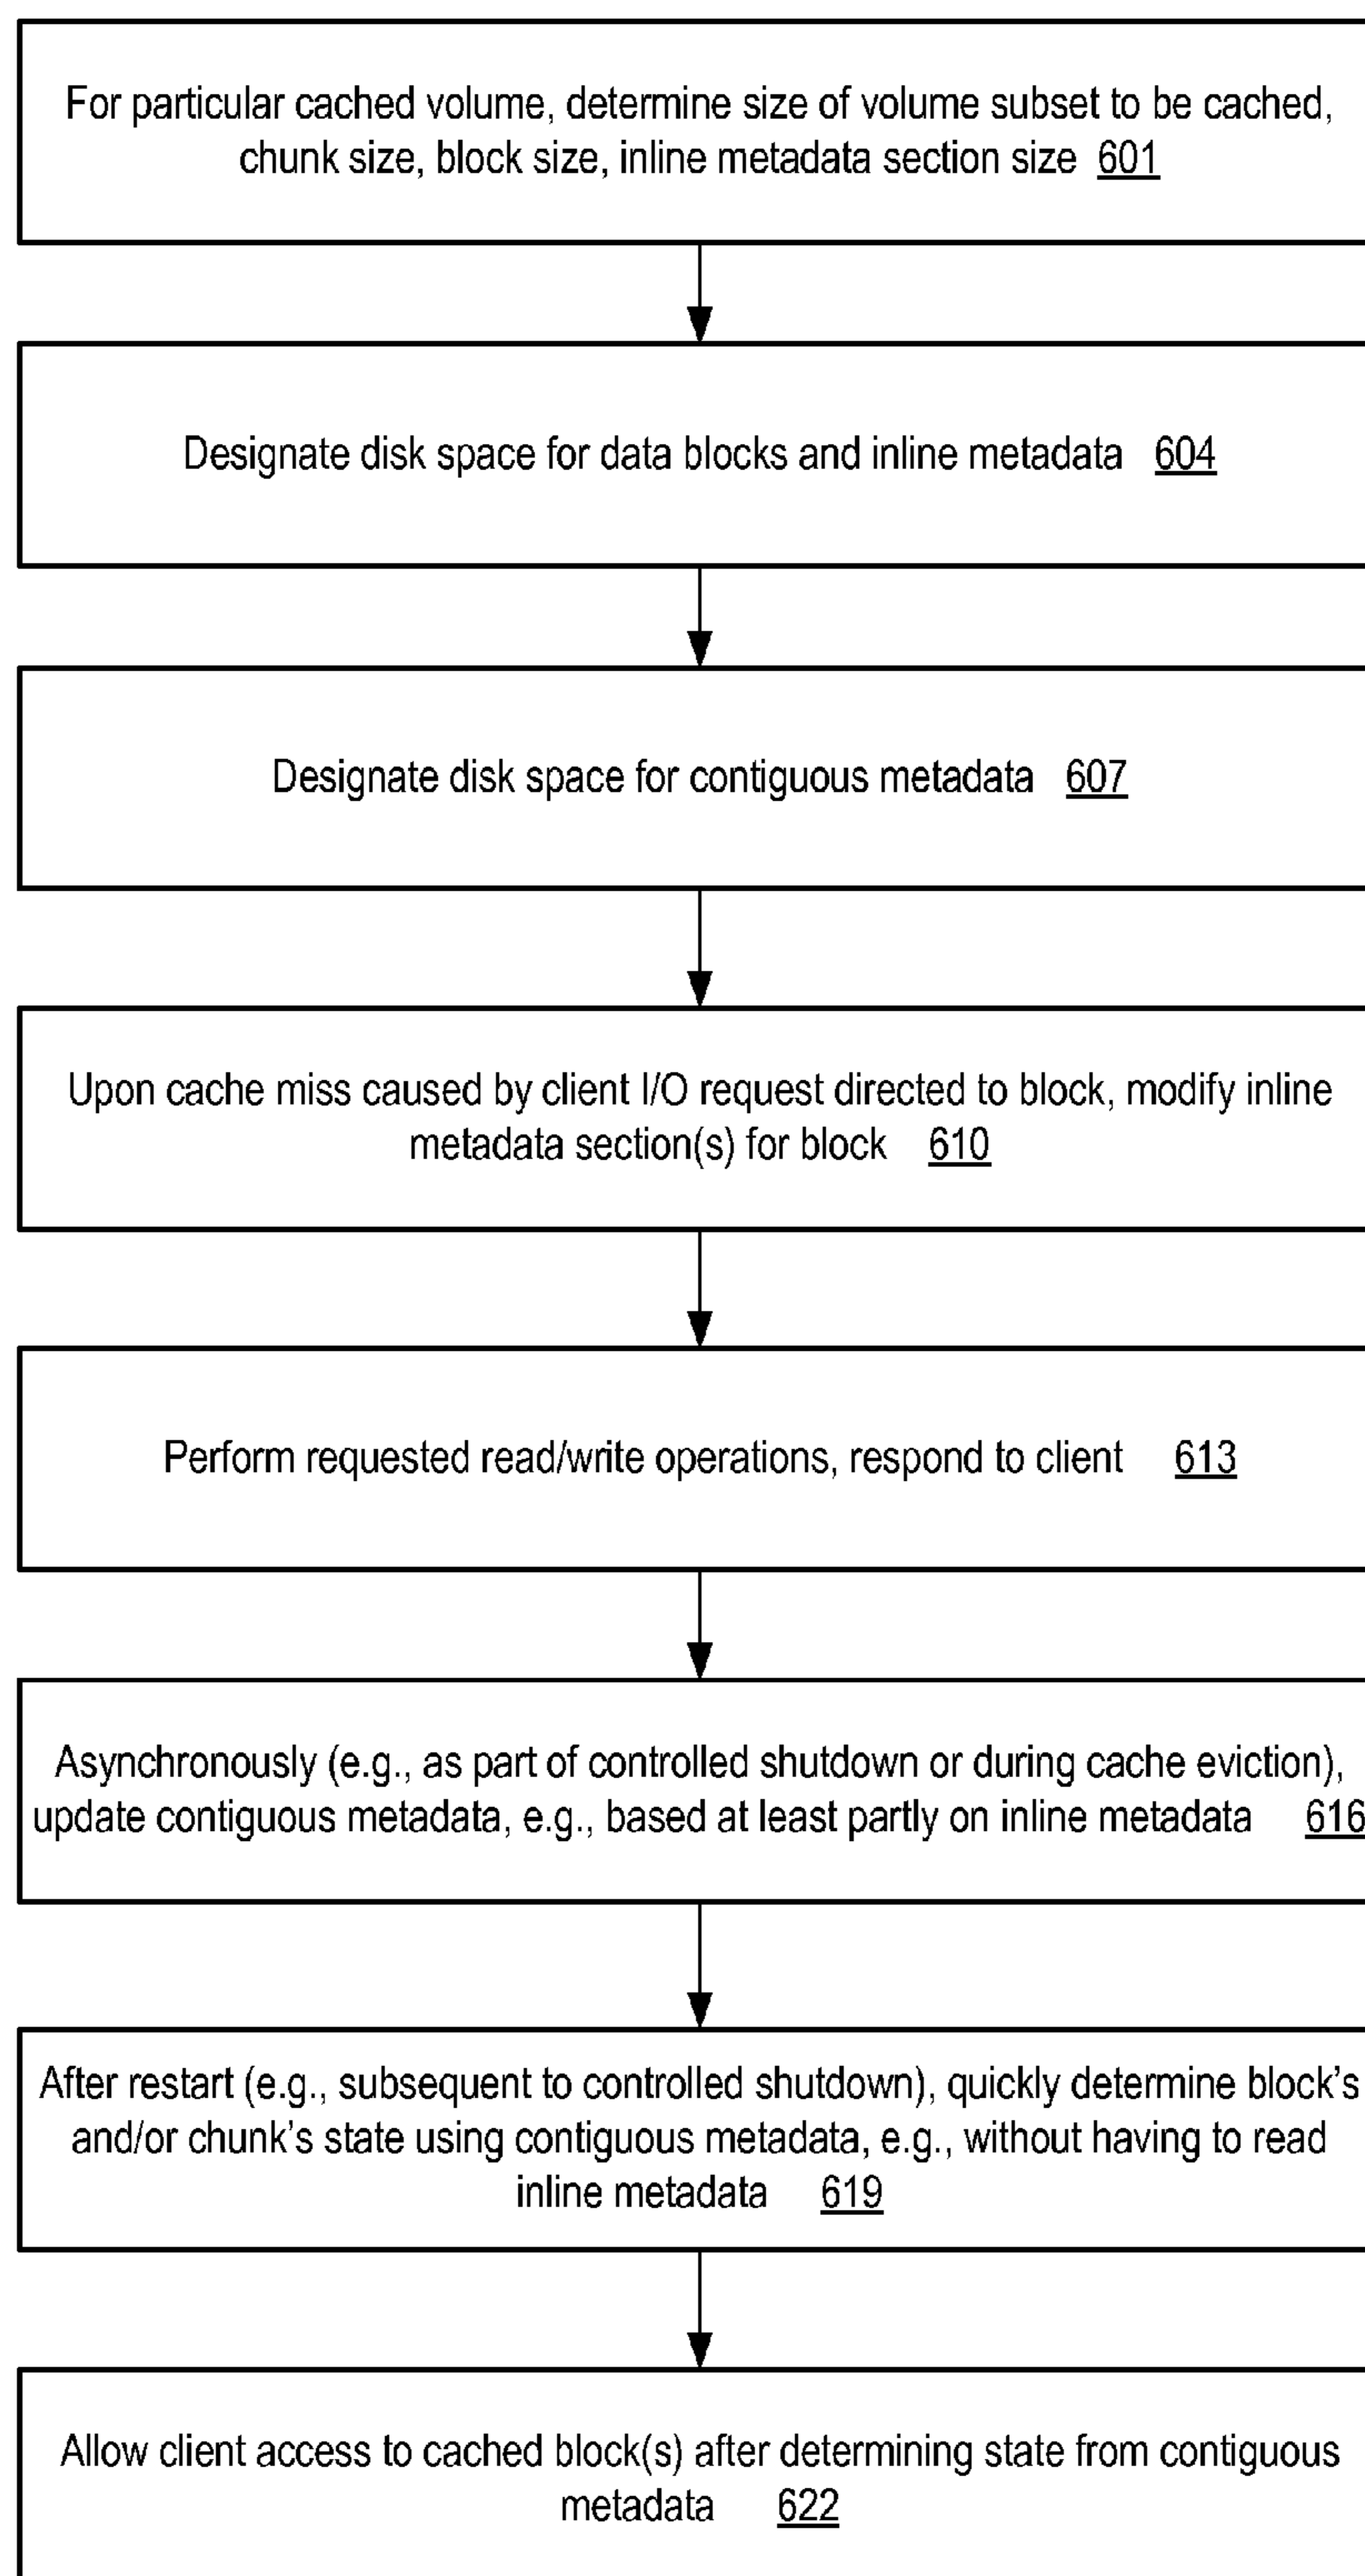 For particular cached volume, determine size of volume subset to be cached,
chunk size, block size, inline metadata section size 601
Designate disk space for data blocks and inline metadata 604
Designate disk space for contiguous metadata 607
Upon cache miss caused by client I/O request directed to block, modify inline
metadata section(s) for block 610
Perform requested read/write operations, respond to client 613
Asynchronously (e.g., as part of controlled shutdown or during cache eviction),
update contiguous metadata, e.g., based at least partly on inline metadata 616
After restart (e.g., subsequent to controlled shutdown), quickly determine block’s
and/or chunk’s state using contiguous metadata, e.g., without having to read
inline metadata 619
Allow client access to cached block(s) after determining state from contiguous
metadata 622